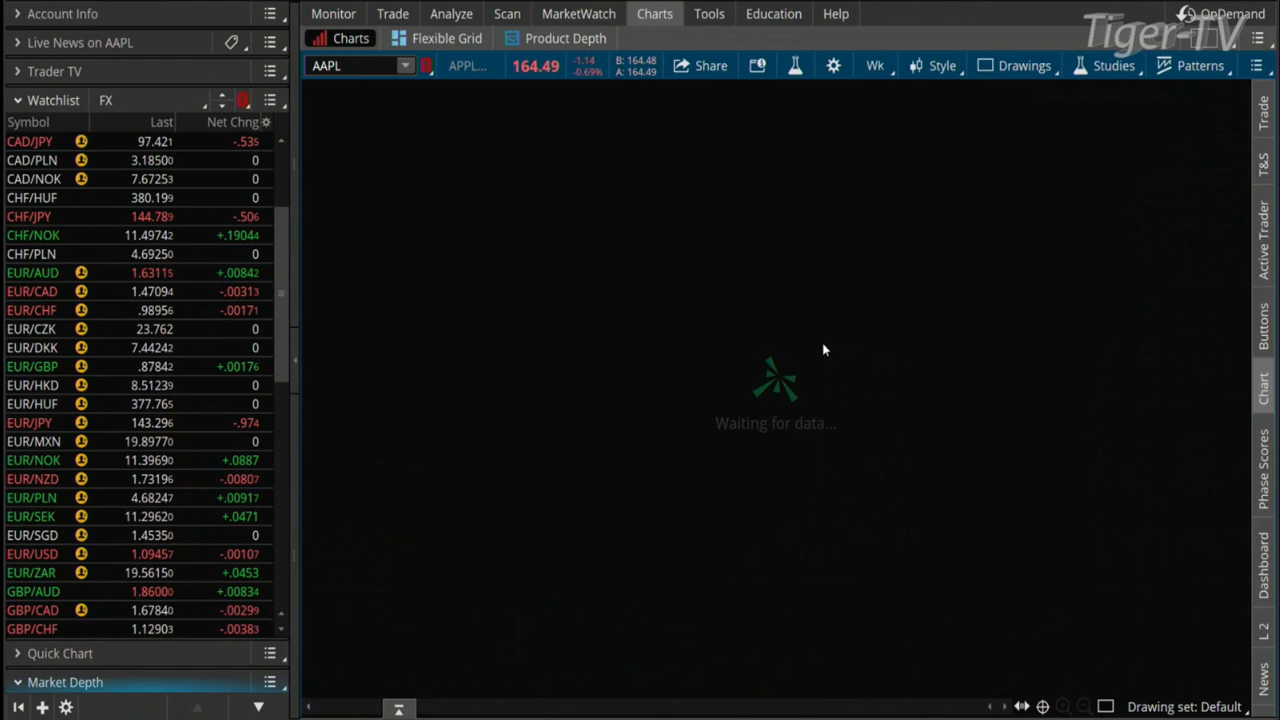 Account Info
Live News on AAPL
Trader TV
Watchlist FX
Symbol Last Net Chng
CAD/JPY 97.421 -.535
CAD/PLN 3.18500 0
CAD/NOK 7.67253 0
CHF/HUF 380.199 0
CHF/JPY 144.789 -.506
CHF/NOK 11.49742 +.19044
CHF/PLN 4.69250 0
EUR/AUD 1.63115 +.00842
EUR/CAD 1.47094 -.00313
EUR/CHF .98956 -.00171
EUR/CZK 23.762 0
EUR/DKK 7.44242 0
EUR/GBP .87842 +.00176
EUR/HKD 8.51239 0
EUR/HUF 377.765 0
EUR/JPY 143.296 -.974
EUR/MXN 19.89770 0
EUR/NOK 11.39690 +.0887
EUR/NZD 1.73196 -.00807
EUR/PLN 4.68247 +.00917
EUR/SEK 11.29620 +.0471
EUR/SGD 1.45350 0
EUR/USD 1.09457 -.00107
EUR/ZAR 19.56150 +.0453
GBP/AUD 1.86000 +.00834
GBP/CAD 1.67840 -.00299
GBP/CHF 1.12903 -.00383
Quick Chart
Market Depth
Monitor Trade Analyze Scan MarketWatch Charts Tools Education Help
OnDemand
Tiger-TV
Charts Flexible Grid Product Depth
AAPL APPL... 164.49 -1.14 B: 164.48 Share Wk Style Drawings Studies Patterns
-0.69% A: 164.49
Waiting for data...
Trade
T&S
Active Trader
Buttons
Chart
Phase Scores
Dashboard
L 2
News
Drawing set: Default